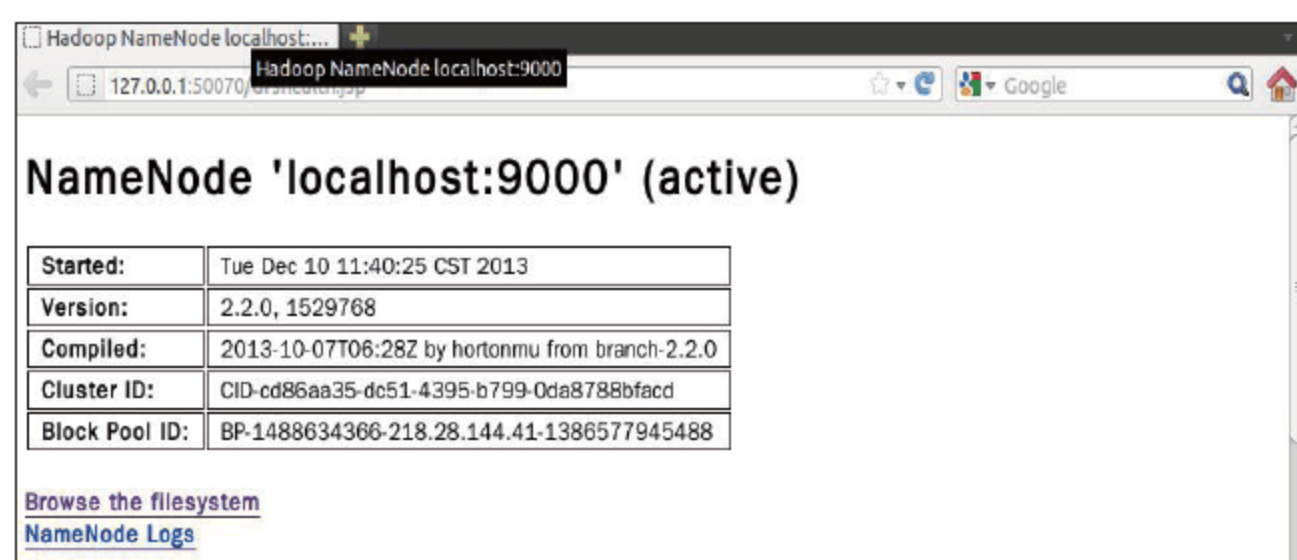 Hadoop NameNode localhost:...
Hadoop NameNode localhost:9000
127.0.0.1:50070/
Google
NameNode 'localhost:9000' (active)
Started: Tue Dec 10 11:40:25 CST 2013
Version: 2.2.0, 1529768
Compiled: 2013-10-07T06:28Z by hortonmu from branch-2.2.0
Cluster ID: CID-cd86aa35-dc51-4395-b799-0da8788bfacd
Block Pool ID: BP-1488634366-218.28.144.41-1386577945488
Browse the filesystem
NameNode Logs